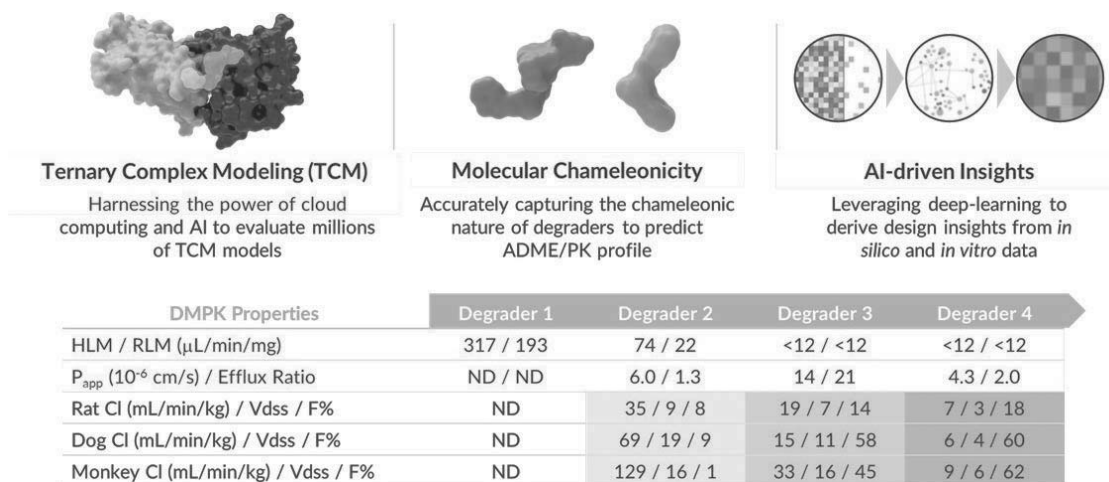 Ternary Complex Modeling (TCM)
Harnessing the power of cloud
computing and AI to evaluate millions
of TCM models
Molecular Chameleonicity
Accurately capturing the chameleonic
nature of degraders to predict
ADME/PK profile
AI-driven Insights
Leveraging deep-learning to
derive design insights from in
silico and in vitro data
DMPK Properties Degrader 1 Degrader 2 Degrader 3 Degrader 4
HLM / RLM (μL/min/mg) 317 / 193 74 / 22 <12 / <12 <12 / <12
Papp (10⁻⁶ cm/s) / Efflux Ratio ND / ND 6.0 / 1.3 14 / 21 4.3 / 2.0
Rat Cl (mL/min/kg) / Vdss / F% ND 35 / 9 / 8 19 / 7 / 14 7 / 3 / 18
Dog Cl (mL/min/kg) / Vdss / F% ND 69 / 19 / 9 15 / 11 / 58 6 / 4 / 60
Monkey Cl (mL/min/kg) / Vdss / F% ND 129 / 16 / 1 33 / 16 / 45 9 / 6 / 62